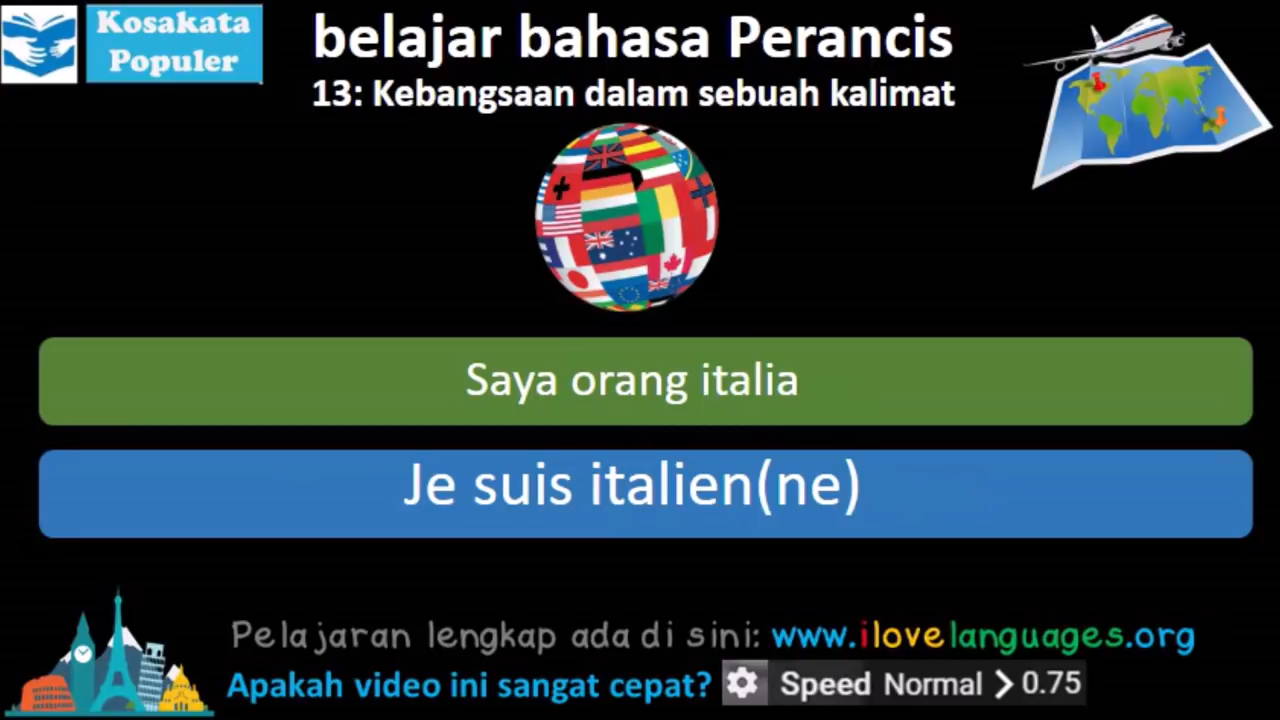 Kosakata
Populer
belajar bahasa Perancis
13: Kebangsaan dalam sebuah kalimat
Saya orang italia
Je suis italien(ne)
Pelajaran lengkap ada di sini: www.ilovelanguages.org
Apakah video ini sangat cepat? Speed Normal > 0.75